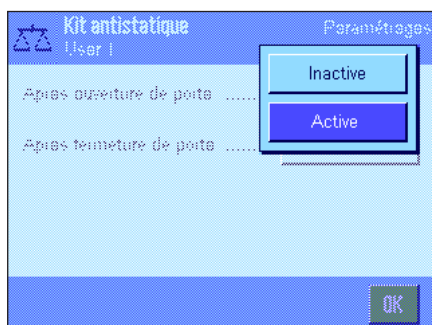 Kit antistatique
Paramétrages
User 1
Inactive
Après ouverture de porte ......
Active
Après fermeture de porte ......
OK